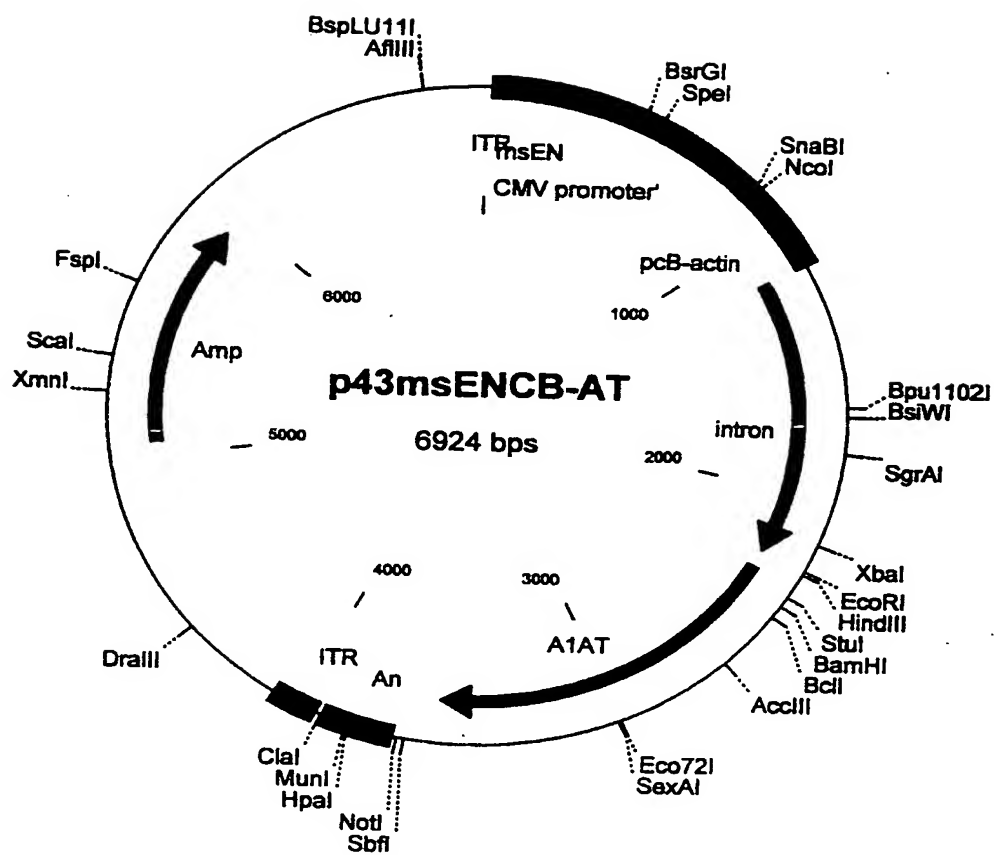 BspLU11I
AflIII
BsrGI
SpeI
ITR
msEN
SnaBI
NcoI
CMV promoter'
pcB-actin
FspI
6000
1000
ScaI
Amp
XmnI
p43msENCB-AT
Bpu1102I
BsiWI
5000
6924 bps
intron
2000
SgrAI
XbaI
4000
3000
EcoRI
HindIII
StuI
BamHI
BclI
DraIII
ITR
An
A1AT
AccIII
ClaI
MunI
HpaI
Eco72I
SexAI
NotI
SbfI